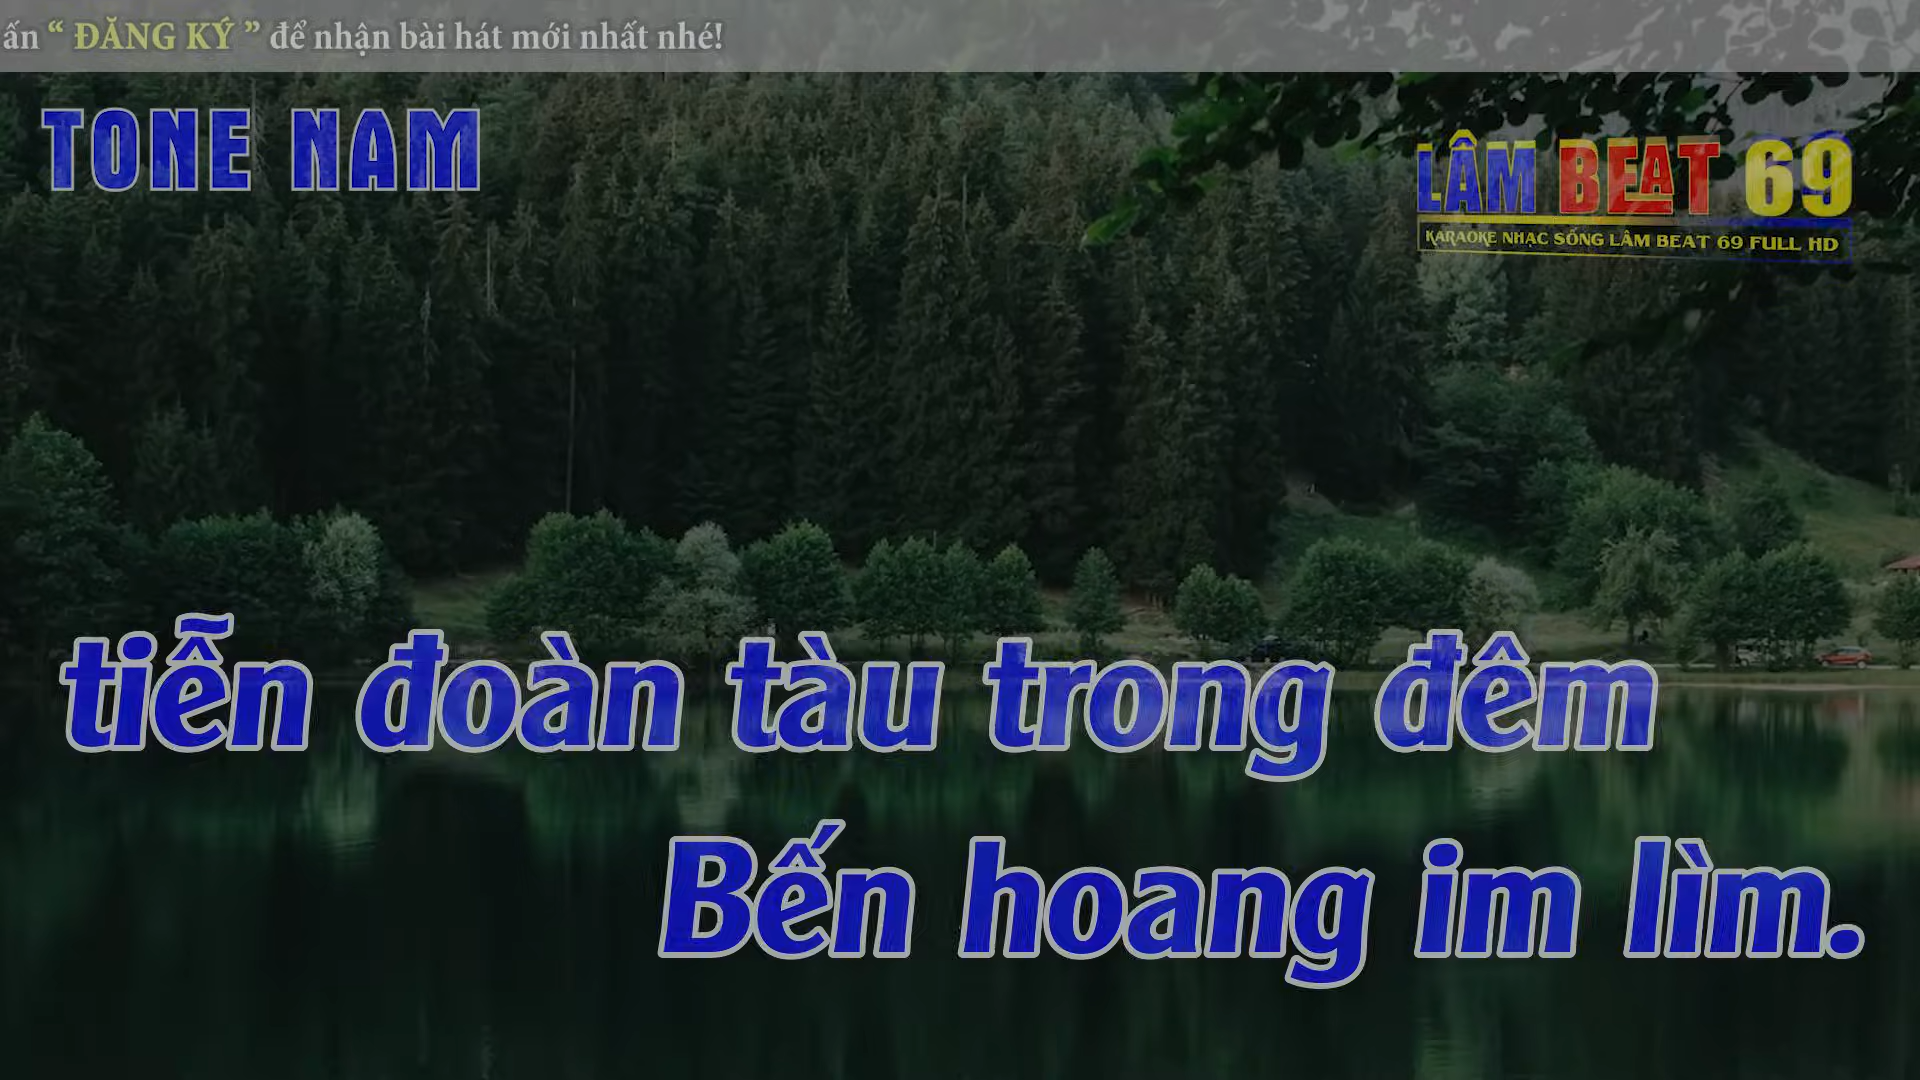 ấn “ ĐĂNG KÝ ” để nhận bài hát mới nhất nhé!
TONE NAM
LÂM BEAT 69
KARAOKE NHẠC SỐNG LÂM BEAT 69 FULL HD
tiễn đoàn tàu trong đêm
Bến hoang im lìm.